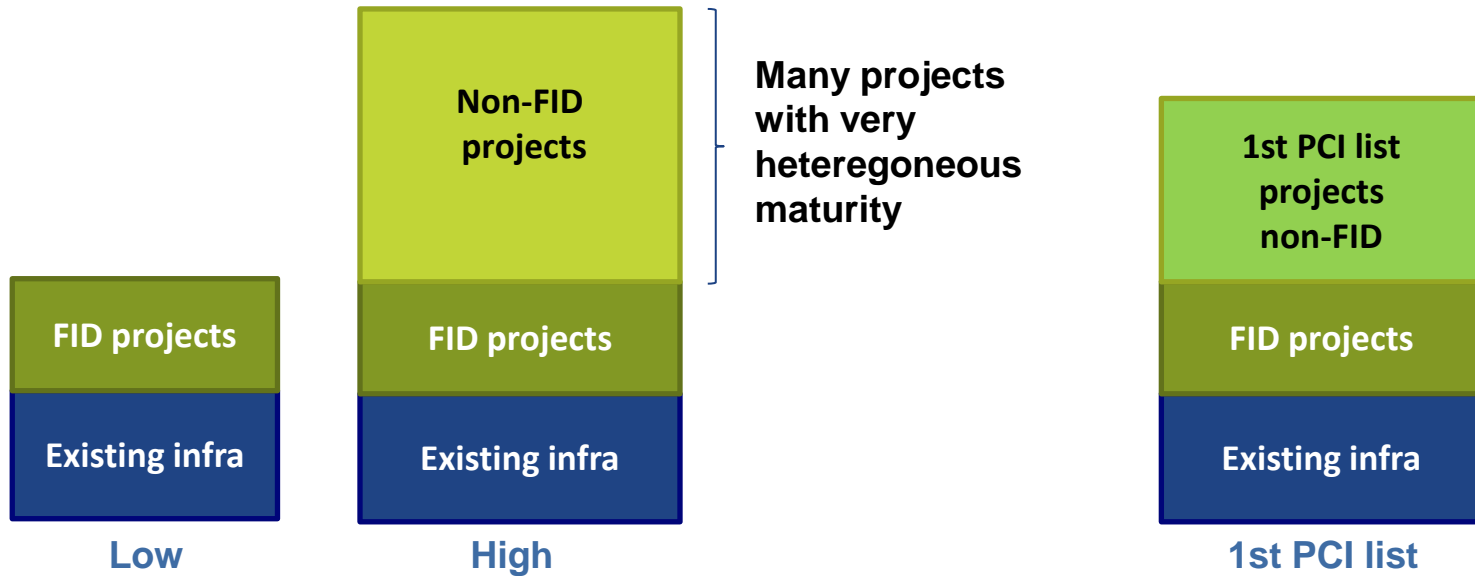 FID projects
Existing infra
Low
Non-FID
projects
FID projects
Existing infra
High
Many projects
with very
heteregoneous
maturity
1st PCI list
projects
non-FID
FID projects
Existing infra
1st PCI list